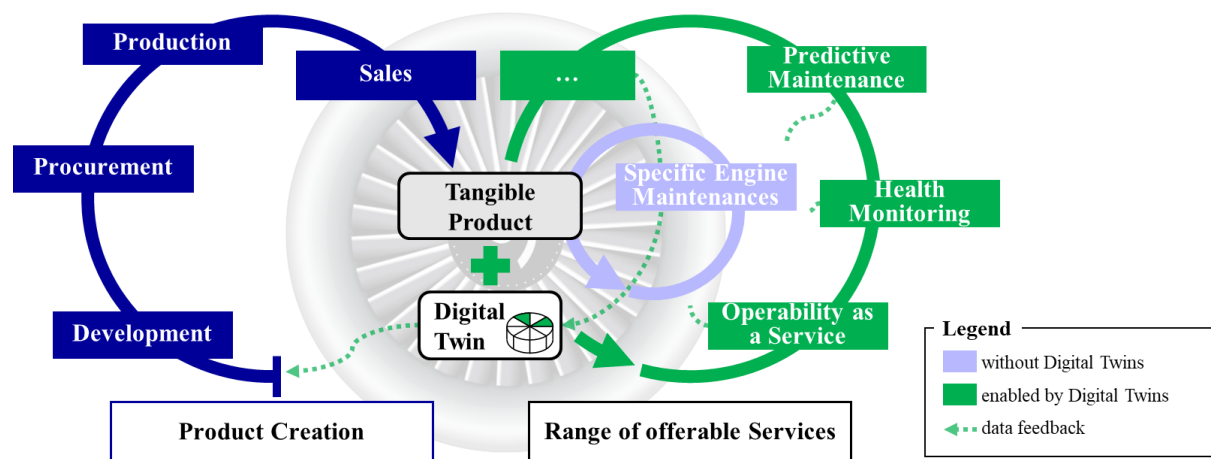 Production
Sales
...
Predictive
Maintenance
Procurement
Specific Engine
Maintenances
Tangible
Product
Health
Monitoring
Development
Digital
Twin
Operability as
a Service
Legend
without Digital Twins
enabled by Digital Twins
data feedback
Product Creation
Range of offerable Services